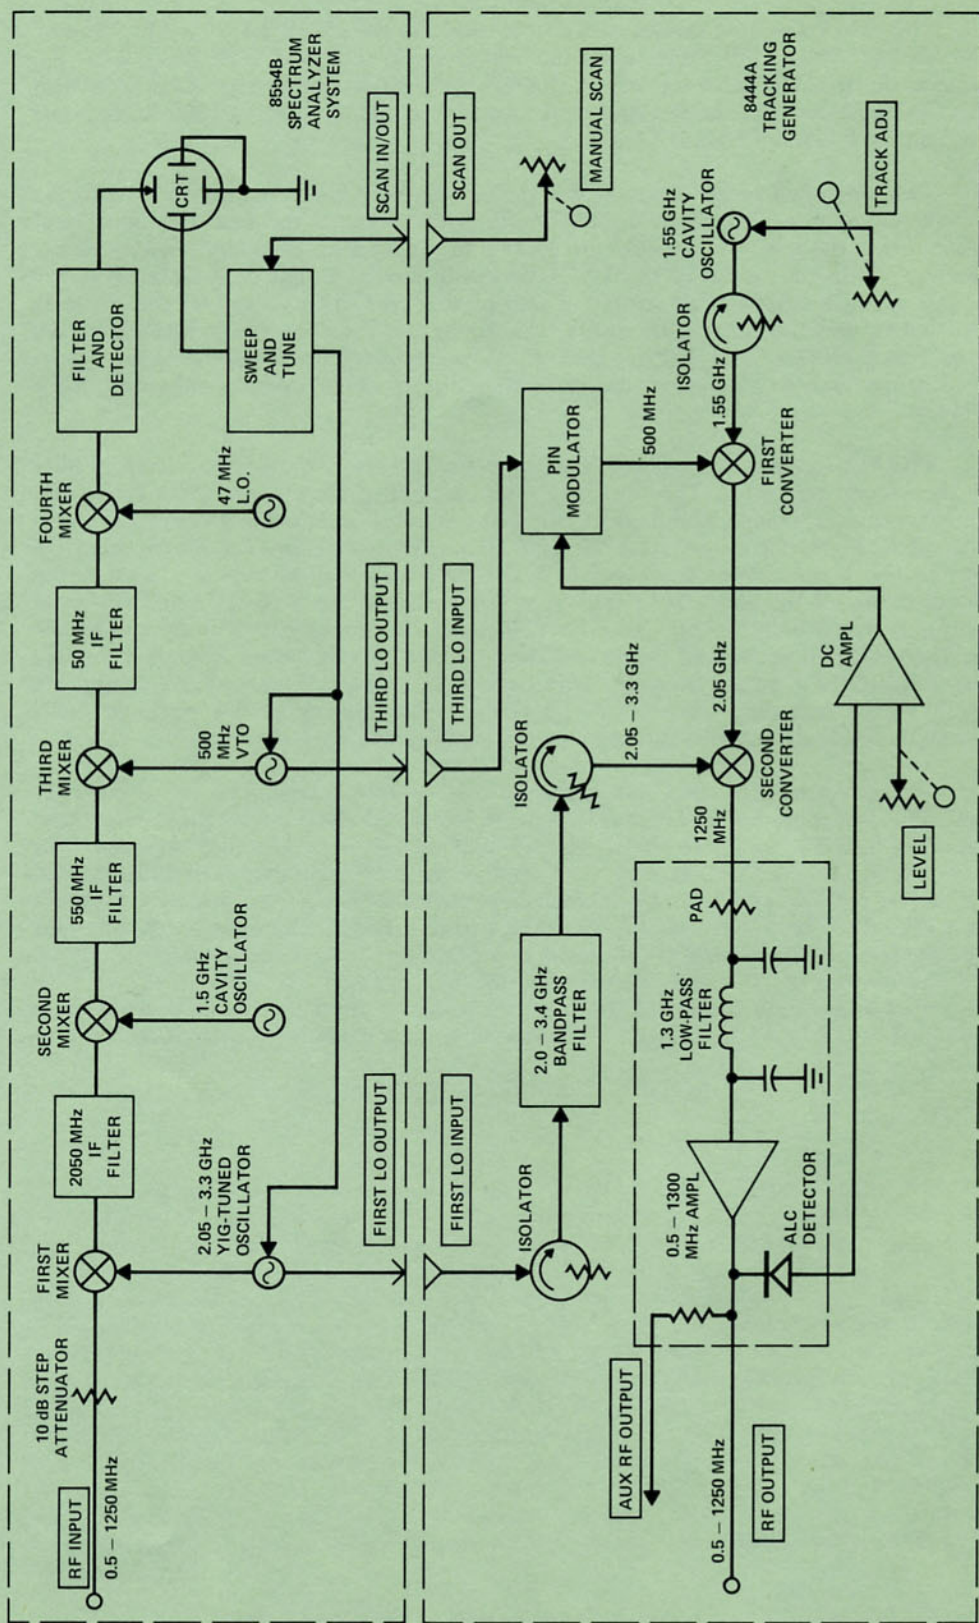 8554B
SPECTRUM
ANALYZER
SYSTEM
RF INPUT
0.5 – 1250 MHz
10 dB STEP
ATTENUATOR
FIRST
MIXER
2050 MHz
IF
FILTER
SECOND
MIXER
550 MHz
IF
FILTER
THIRD
MIXER
50 MHz
IF
FILTER
FOURTH
MIXER
FILTER
AND
DETECTOR
CRT
2.05 – 3.3 GHz
YIG-TUNED
OSCILLATOR
1.5 GHz
CAVITY
OSCILLATOR
500
MHz
VTO
47 MHz
L.O.
SWEEP
AND
TUNE
FIRST LO OUTPUT
THIRD LO OUTPUT
SCAN IN/OUT
FIRST LO INPUT
THIRD LO INPUT
SCAN OUT
MANUAL SCAN
8444A
TRACKING
GENERATOR
ISOLATOR
2.0 – 3.4 GHz
BANDPASS
FILTER
ISOLATOR
2.05 – 3.3 GHz
PIN
MODULATOR
500 MHz
ISOLATOR
1.55 GHz
1.55 GHz
CAVITY
OSCILLATOR
TRACK ADJ
AUX RF OUTPUT
0.5 – 1250 MHz
RF OUTPUT
0.5 – 1300
MHz AMPL
ALC
DETECTOR
1.3 GHz
LOW-PASS
FILTER
PAD
1250
MHz
SECOND
CONVERTER
2.05 GHz
FIRST
CONVERTER
DC
AMPL
LEVEL